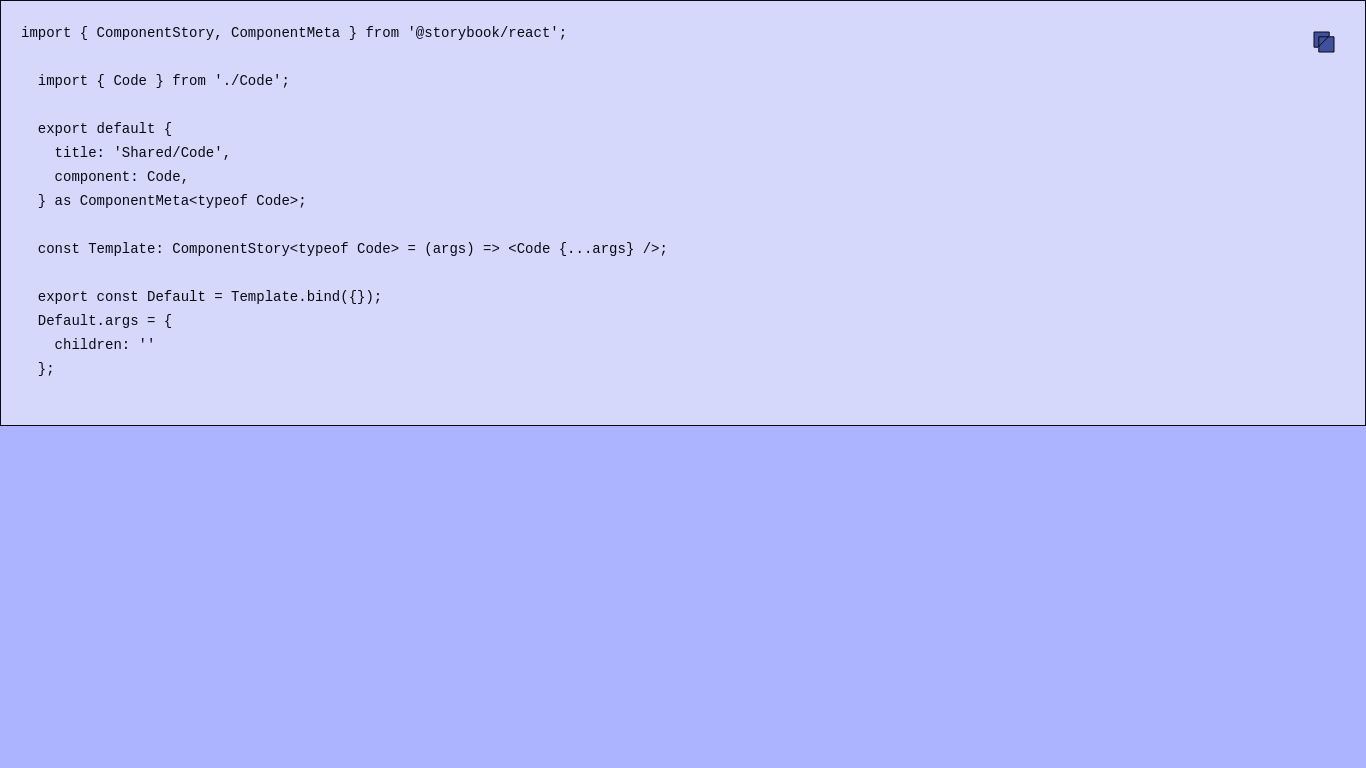 import { ComponentStory, ComponentMeta } from '@storybook/react';

  import { Code } from './Code';

  export default {
    title: 'Shared/Code',
    component: Code,
  } as ComponentMeta<typeof Code>;

  const Template: ComponentStory<typeof Code> = (args) => <Code {...args} />;

  export const Default = Template.bind({});
  Default.args = {
    children: ''
  };